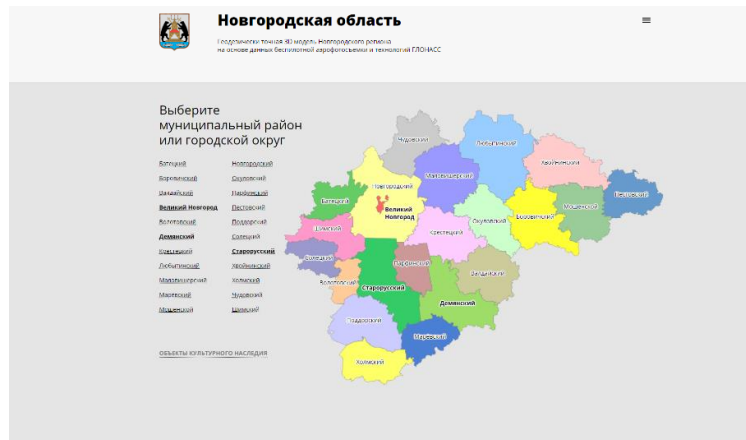 Новгородская область
Геодезически точная 3D модель Новгородского региона
на основе данных беспилотной аэрофотосъемки и технологий ГЛОНАСС
Выберите
муниципальный район
или городской округ
Батецкий
Боровичский
Валдайский
Великий Новгород
Волотовский
Демянский
Крестецкий
Любытинский
Маловишерский
Маревский
Мошенской
Новгородский
Окуловский
Парфинский
Пестовский
Поддорский
Солецкий
Старорусский
Хвойнинский
Холмский
Чудовский
Шимский
ОБЪЕКТЫ КУЛЬТУРНОГО НАСЛЕДИЯ
Чудовский
Любытинский
Хвойнинский
Маловишерский
Новгородский
Пестовский
Батецкий
Мошенской
Великий
Новгород
Боровичский
Окуловский
Шимский
Крестецкий
Солецкий
Парфинский
Валдайский
Волотовский
Старорусский
Демянский
Поддорский
Маревский
Холмский